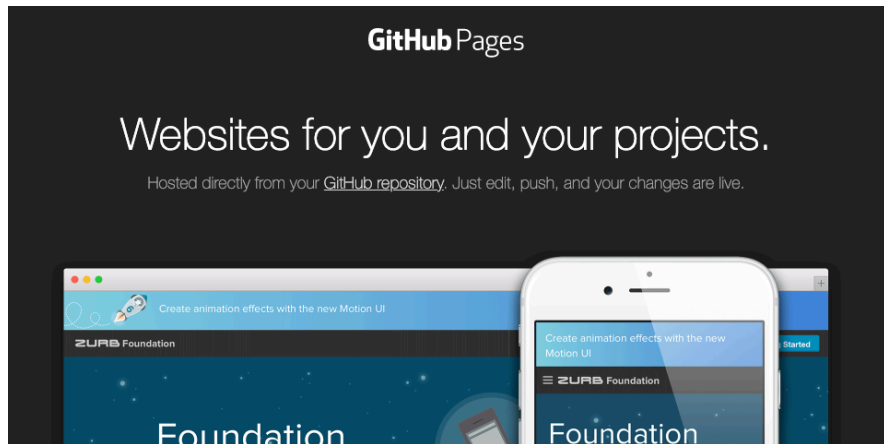 GitHub Pages
Websites for you and your projects.
Hosted directly from your GitHub repository. Just edit, push, and your changes are live.
Create animation effects with the new Motion UI
ZURB Foundation
Foundation
Create animation effects with the new
Motion UI
ZURB Foundation
Foundation
Started